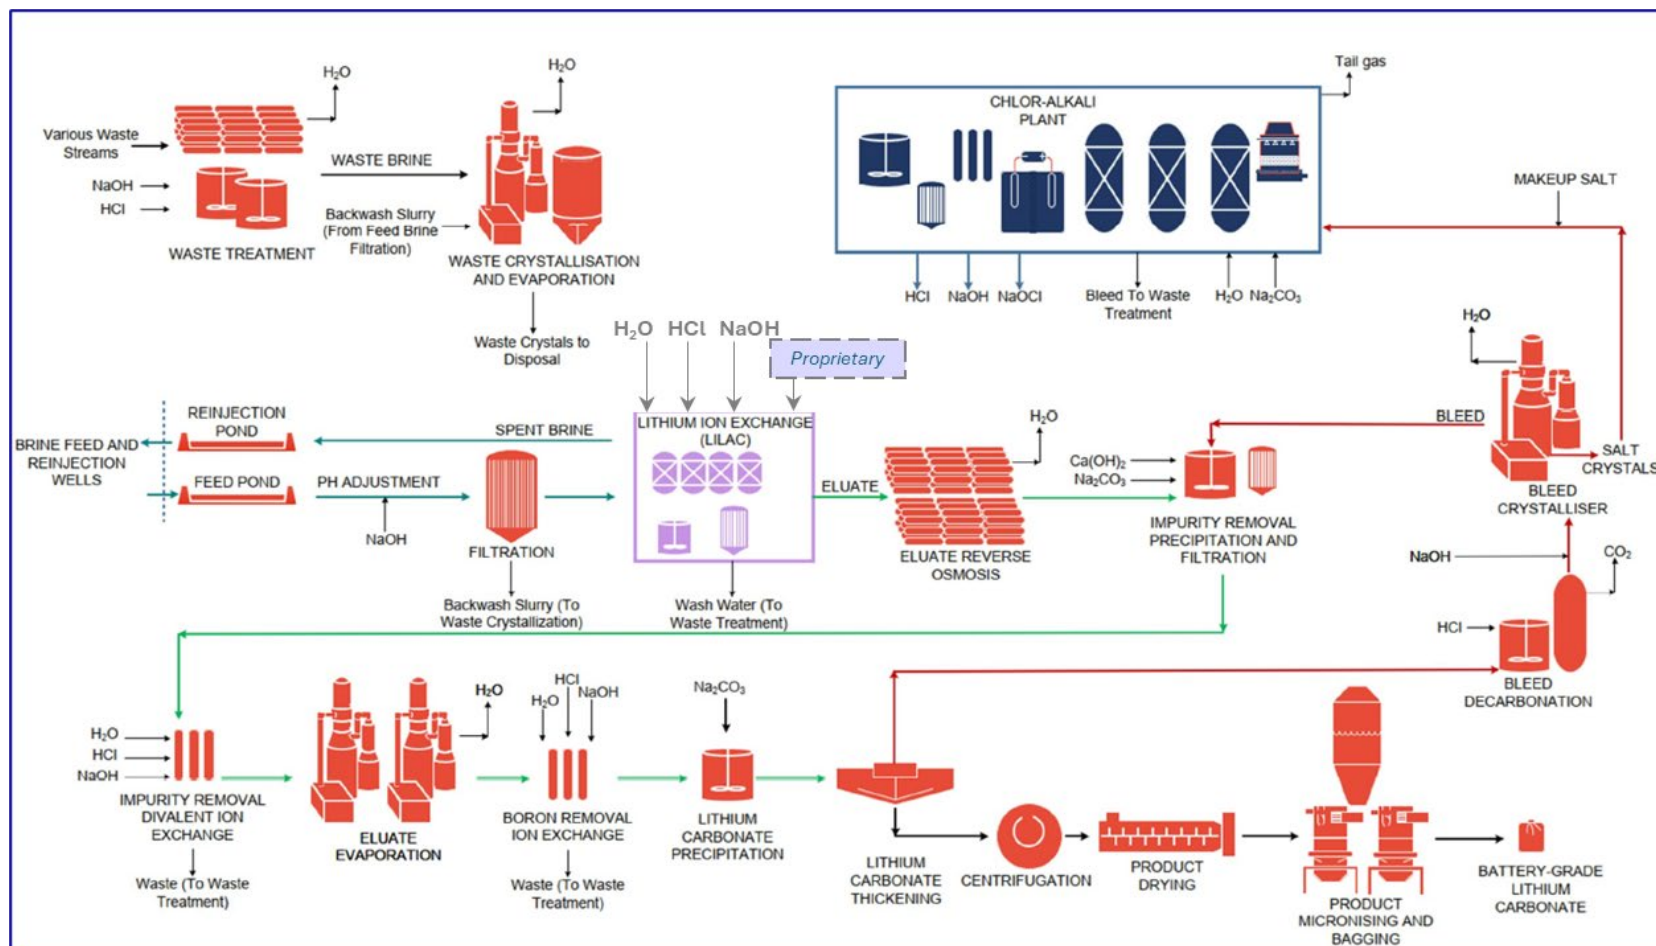 H₂O
Various Waste
Streams
NaOH
HCl
WASTE TREATMENT
WASTE BRINE
Backwash Slurry
(From Feed Brine
Filtration)
H₂O
WASTE CRYSTALLISATION
AND EVAPORATION
Waste Crystals to
Disposal
Tail gas
CHLOR-ALKALI
PLANT
HCl
NaOH
NaOCl
Bleed To Waste
Treatment
H₂O
Na₂CO₃
MAKEUP SALT
H₂O
HCl
NaOH
Proprietary
LITHIUM ION EXCHANGE
(LILAC)
BRINE FEED AND
REINJECTION
WELLS
REINJECTION
POND
FEED POND
SPENT BRINE
PH ADJUSTMENT
NaOH
FILTRATION
Backwash Slurry (To
Waste Crystallization)
Wash Water (To
Waste Treatment)
ELUATE
H₂O
ELUATE REVERSE
OSMOSIS
Ca(OH)₂
Na₂CO₃
IMPURITY REMOVAL
PRECIPITATION AND
FILTRATION
BLEED
H₂O
SALT
CRYSTALS
BLEED
CRYSTALLISER
NaOH
CO₂
HCl
BLEED
DECARBONATION
H₂O
HCl
NaOH
IMPURITY REMOVAL
DIVALENT ION
EXCHANGE
Waste (To Waste
Treatment)
H₂O
ELUATE
EVAPORATION
H₂O
HCl
NaOH
BORON REMOVAL
ION EXCHANGE
Waste (To Waste
Treatment)
Na₂CO₃
LITHIUM
CARBONATE
PRECIPITATION
LITHIUM
CARBONATE
THICKENING
CENTRIFUGATION
PRODUCT
DRYING
PRODUCT
MICRONISING AND
BAGGING
BATTERY-GRADE
LITHIUM
CARBONATE